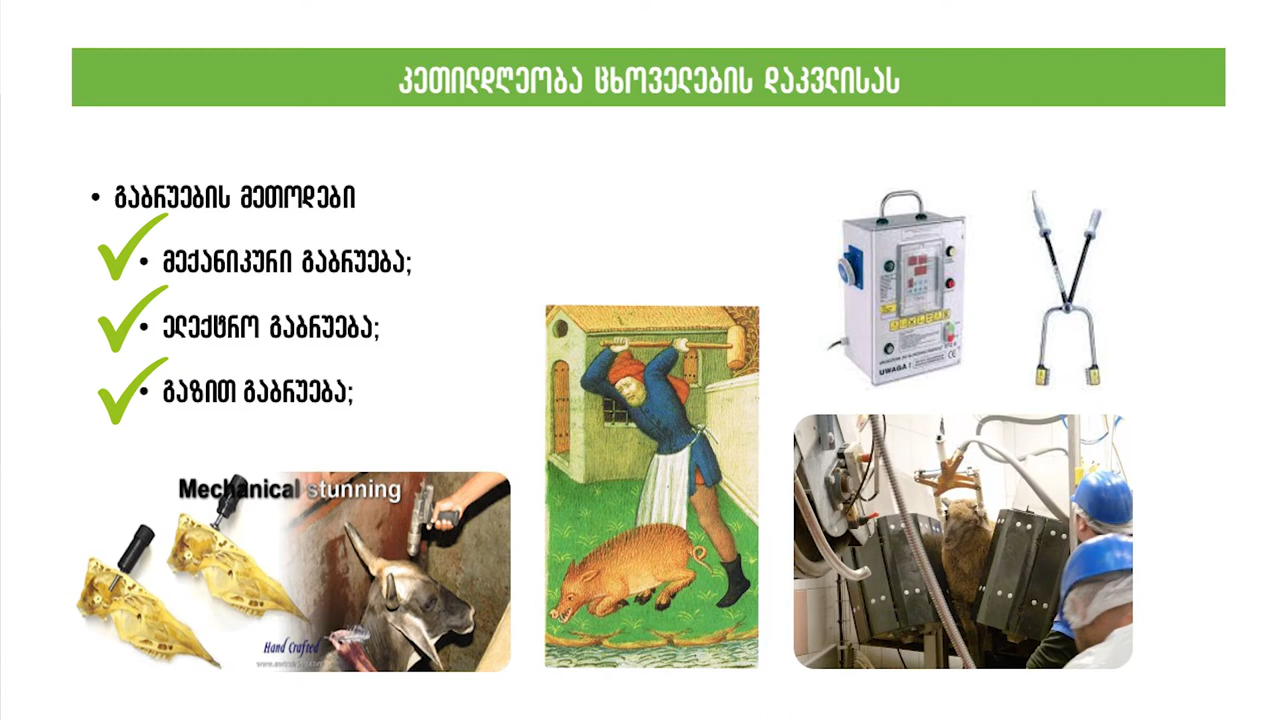 კეთილდღეობა ცხოველების დაკვლისას
• გაბრუების მეთოდები
• მექანიკური გაბრუება;
• ელექტრო გაბრუება;
• გაზით გაბრუება;
Mechanical stunning
Hand Crafted
UWAGA !